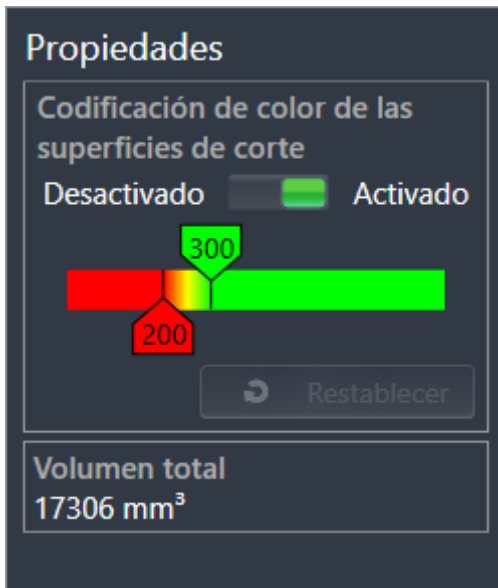 Propiedades
Codificación de color de las
superficies de corte
Desactivado Activado
300
200
Restablecer
Volumen total
17306 mm³